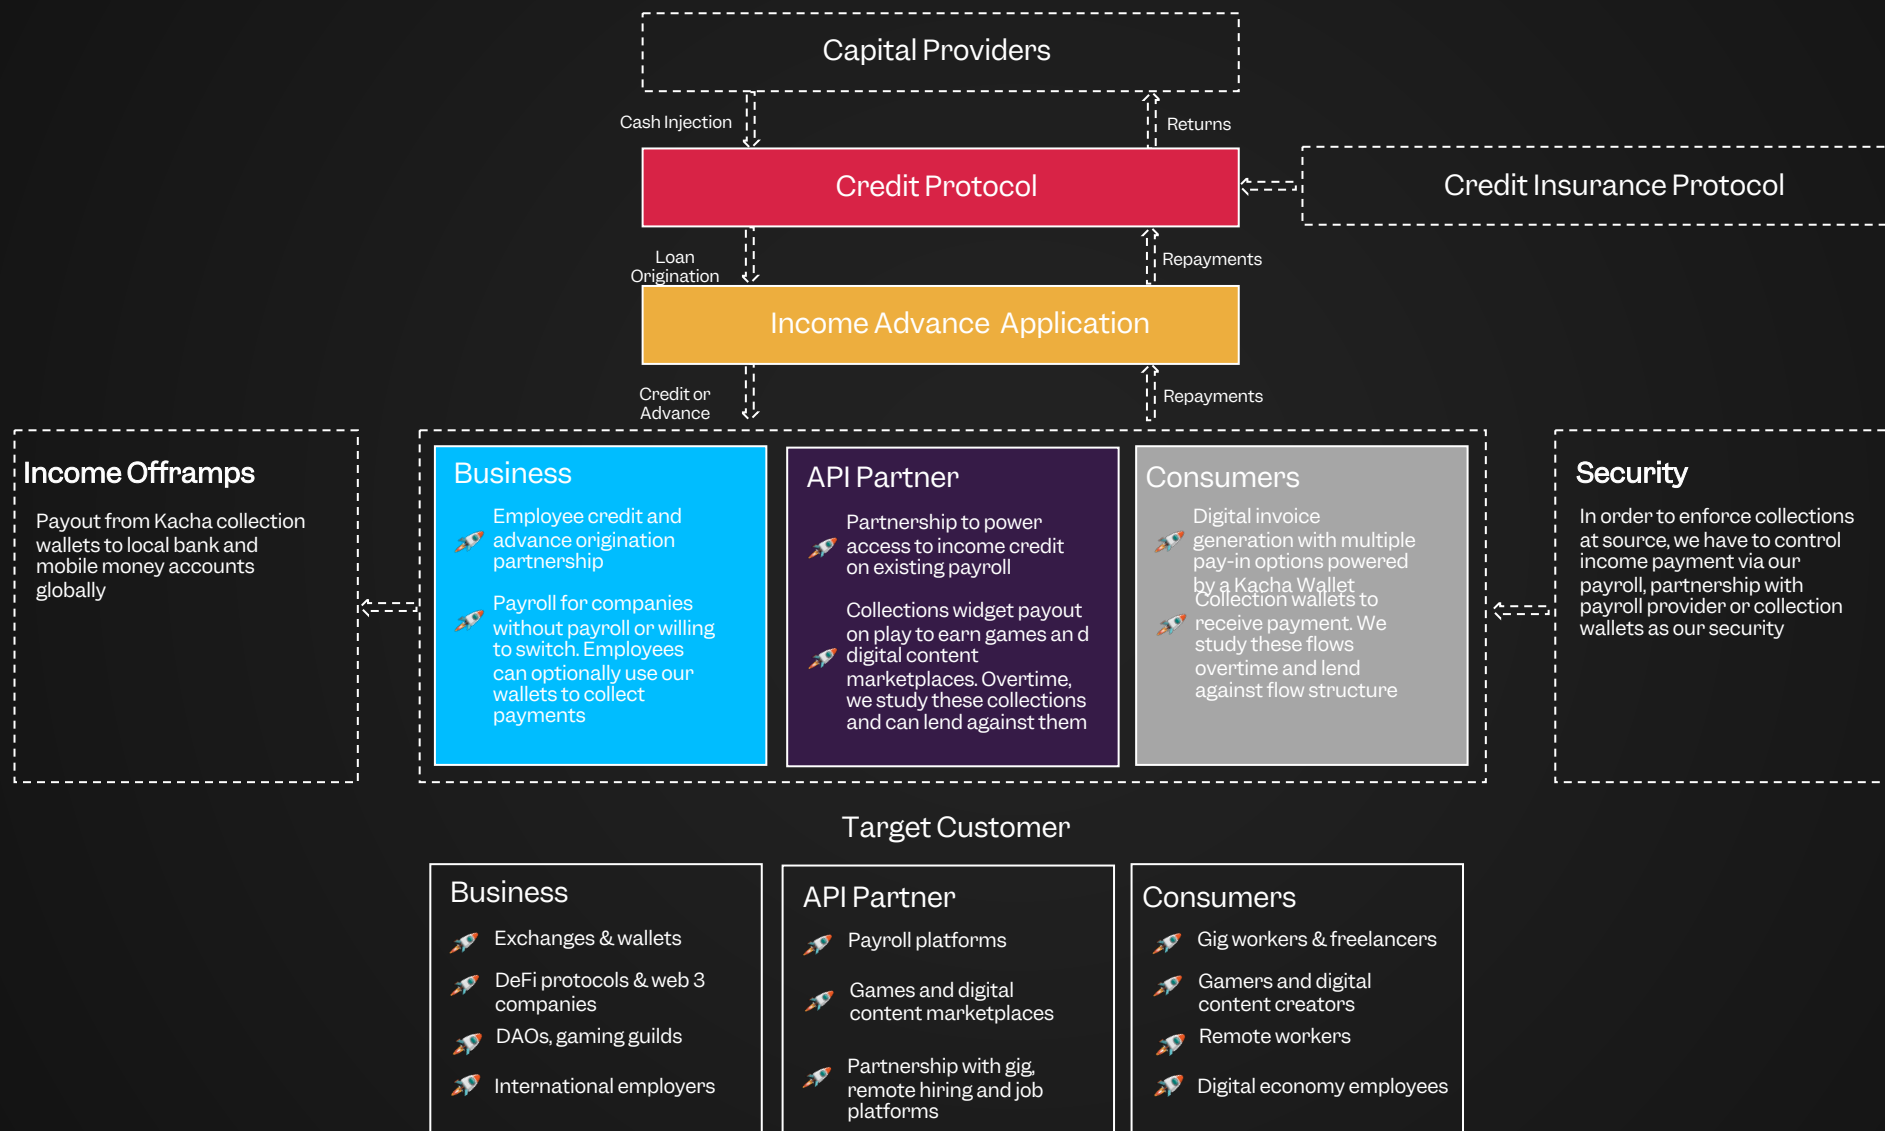 Capital Providers
Cash Injection
Returns
Credit Protocol
Credit Insurance Protocol
Loan
Origination
Repayments
Income Advance Application
Credit or
Advance
Repayments
Income Offramps
Payout from Kacha collection
wallets to local bank and
mobile money accounts
globally
Business
Employee credit and
advance origination
partnership
Payroll for companies
without payroll or willing
to switch. Employees
can optionally use our
wallets to collect
payments
API Partner
Partnership to power
access to income credit
on existing payroll
Collections widget payout
on play to earn games an d
digital content
marketplaces. Overtime,
we study these collections
and can lend against them
Consumers
Digital invoice
generation with multiple
pay-in options powered
by a Kacha Wallet
Collection wallets to
receive payment. We
study these flows
overtime and lend
against flow structure
Security
In order to enforce collections
at source, we have to control
income payment via our
payroll, partnership with
payroll provider or collection
wallets as our security
Target Customer
Business
Exchanges & wallets
DeFi protocols & web 3
companies
DAOs, gaming guilds
International employers
API Partner
Payroll platforms
Games and digital
content marketplaces
Partnership with gig,
remote hiring and job
platforms
Consumers
Gig workers & freelancers
Gamers and digital
content creators
Remote workers
Digital economy employees